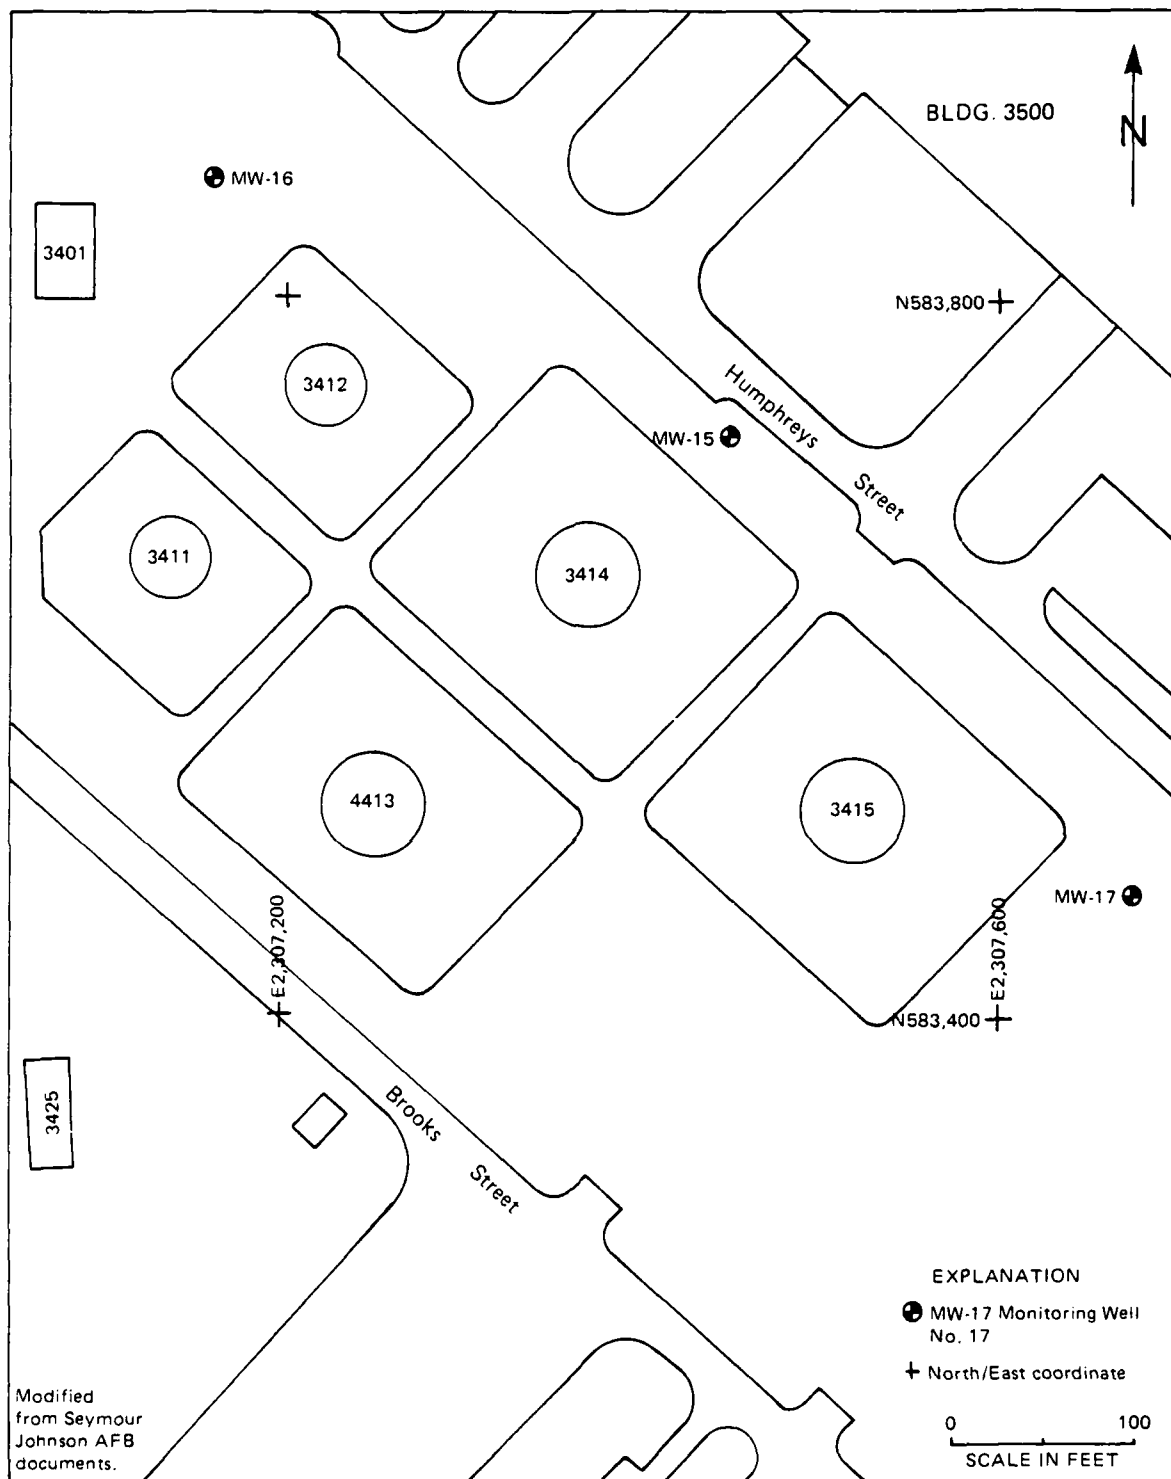 BLDG. 3500
N
MW-16
3401
N583,800
3412
Humphreys
Street
MW-15
3411
3414
4413
3415
MW-17
E2,307,200
E2,307,600
N583,400
3425
Brooks
Street
EXPLANATION
MW-17 Monitoring Well
No. 17
North/East coordinate
0 100
SCALE IN FEET
Modified
from Seymour
Johnson AFB
documents.